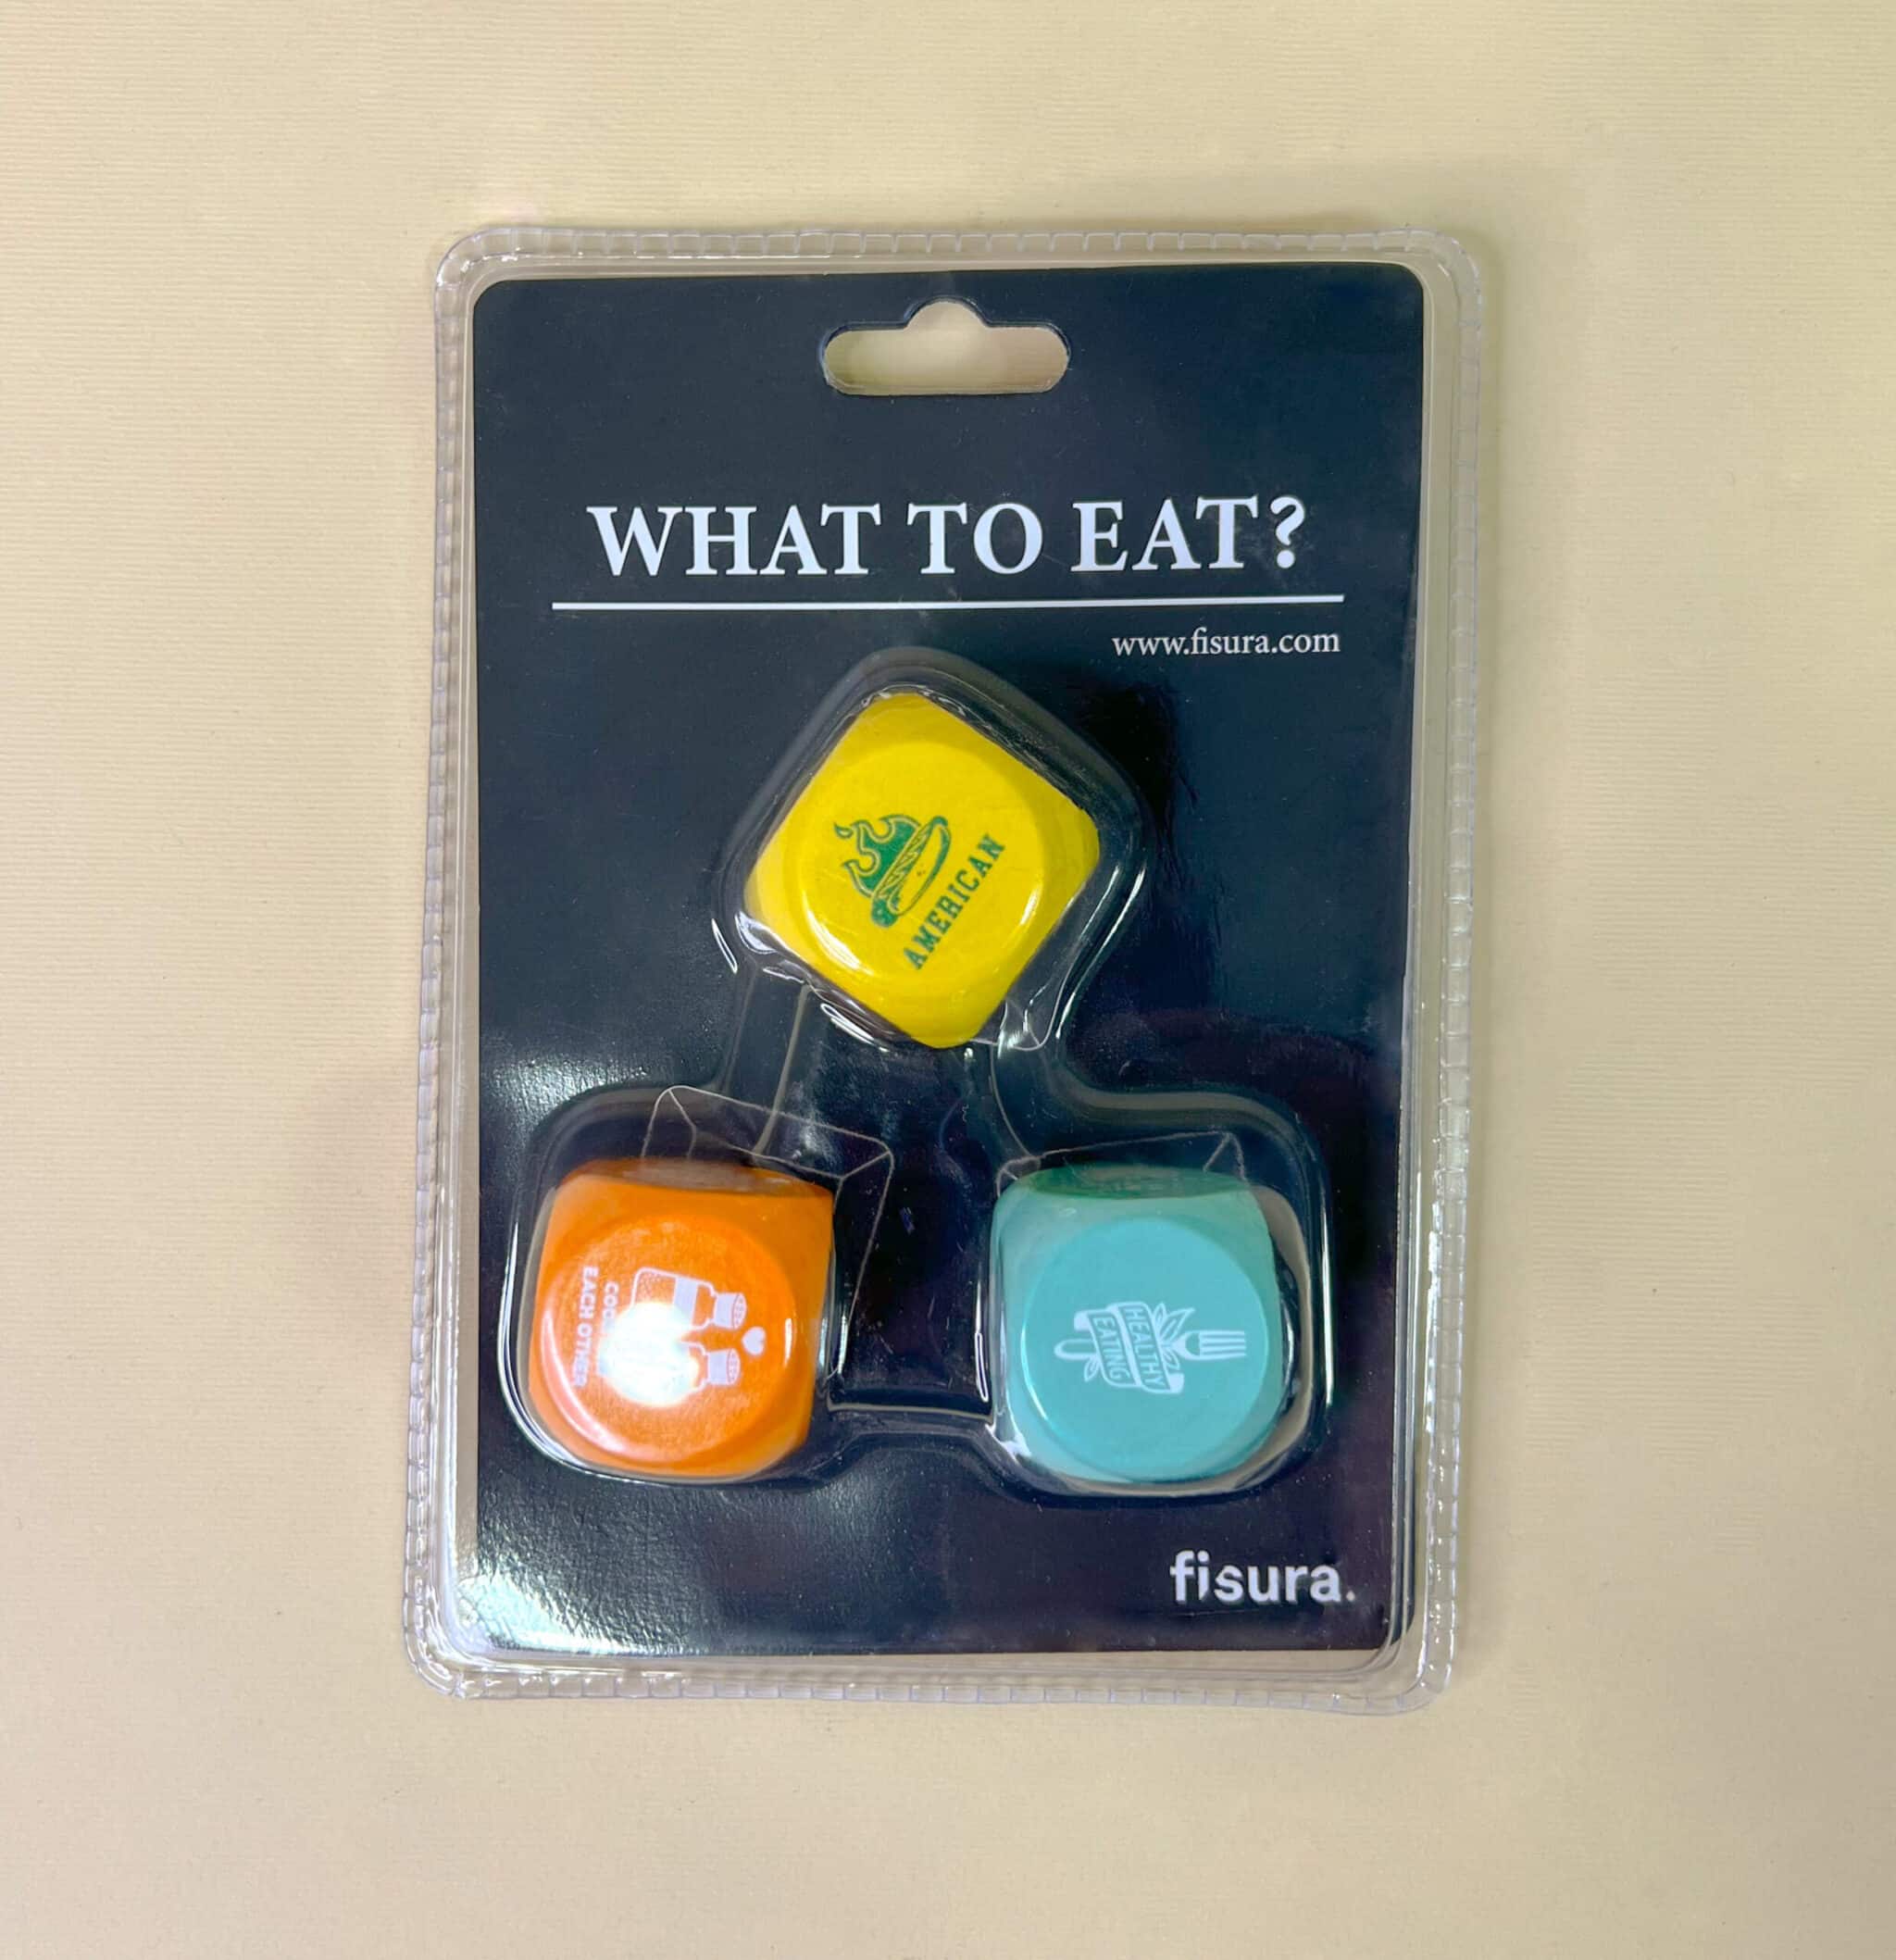 WHAT TO EAT?
www.fisura.com
AMERICAN
EACH OTHER
HEALTHY
EATING
fisura.